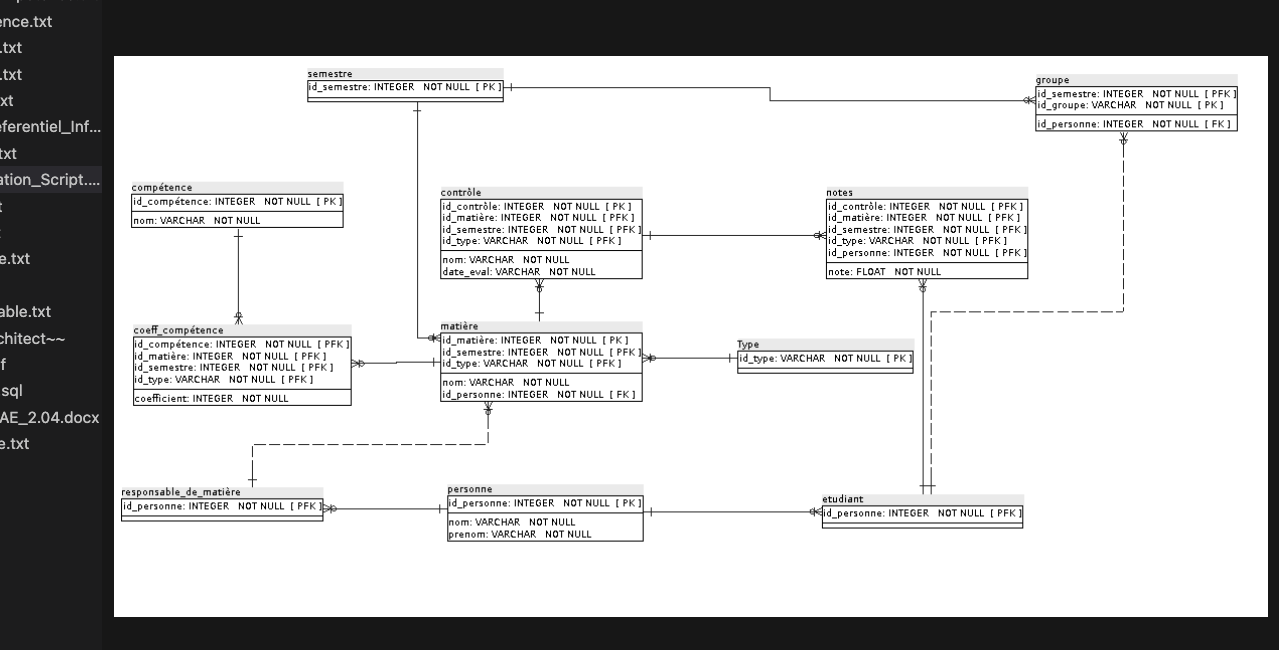 ence.txt
.txt
.txt
xt
eferentiel_Inf...
txt
ation_Script....
t
t
e.txt
able.txt
chitect~~
f
.sql
AE_2.04.docx
e.txt
semestre
id_semestre: INTEGER NOT NULL [ PK ]
groupe
id_semestre: INTEGER NOT NULL [ PFK ]
id_groupe: VARCHAR NOT NULL [ PK ]
id_personne: INTEGER NOT NULL [ FK ]
compétence
id_compétence: INTEGER NOT NULL [ PK ]
nom: VARCHAR NOT NULL
contrôle
id_contrôle: INTEGER NOT NULL [ PK ]
id_matière: INTEGER NOT NULL [ PFK ]
id_semestre: INTEGER NOT NULL [ PFK ]
id_type: VARCHAR NOT NULL [ PFK ]
nom: VARCHAR NOT NULL
date_eval: VARCHAR NOT NULL
notes
id_contrôle: INTEGER NOT NULL [ PFK ]
id_matière: INTEGER NOT NULL [ PFK ]
id_semestre: INTEGER NOT NULL [ PFK ]
id_type: VARCHAR NOT NULL [ PFK ]
id_personne: INTEGER NOT NULL [ PFK ]
note: FLOAT NOT NULL
coeff_compétence
id_compétence: INTEGER NOT NULL [ PFK ]
id_matière: INTEGER NOT NULL [ PFK ]
id_semestre: INTEGER NOT NULL [ PFK ]
id_type: VARCHAR NOT NULL [ PFK ]
coefficient: INTEGER NOT NULL
matière
id_matière: INTEGER NOT NULL [ PK ]
id_semestre: INTEGER NOT NULL [ PFK ]
id_type: VARCHAR NOT NULL [ PFK ]
nom: VARCHAR NOT NULL
id_personne: INTEGER NOT NULL [ FK ]
Type
id_type: VARCHAR NOT NULL [ PK ]
responsable_de_matière
id_personne: INTEGER NOT NULL [ PFK ]
personne
id_personne: INTEGER NOT NULL [ PK ]
nom: VARCHAR NOT NULL
prenom: VARCHAR NOT NULL
etudiant
id_personne: INTEGER NOT NULL [ PFK ]